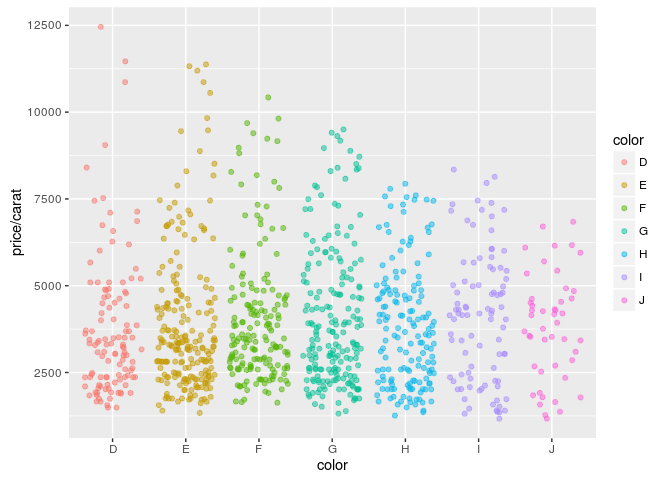 12500
10000
7500
5000
2500
price/carat
D E F G H I J
color
color
D
E
F
G
H
I
J